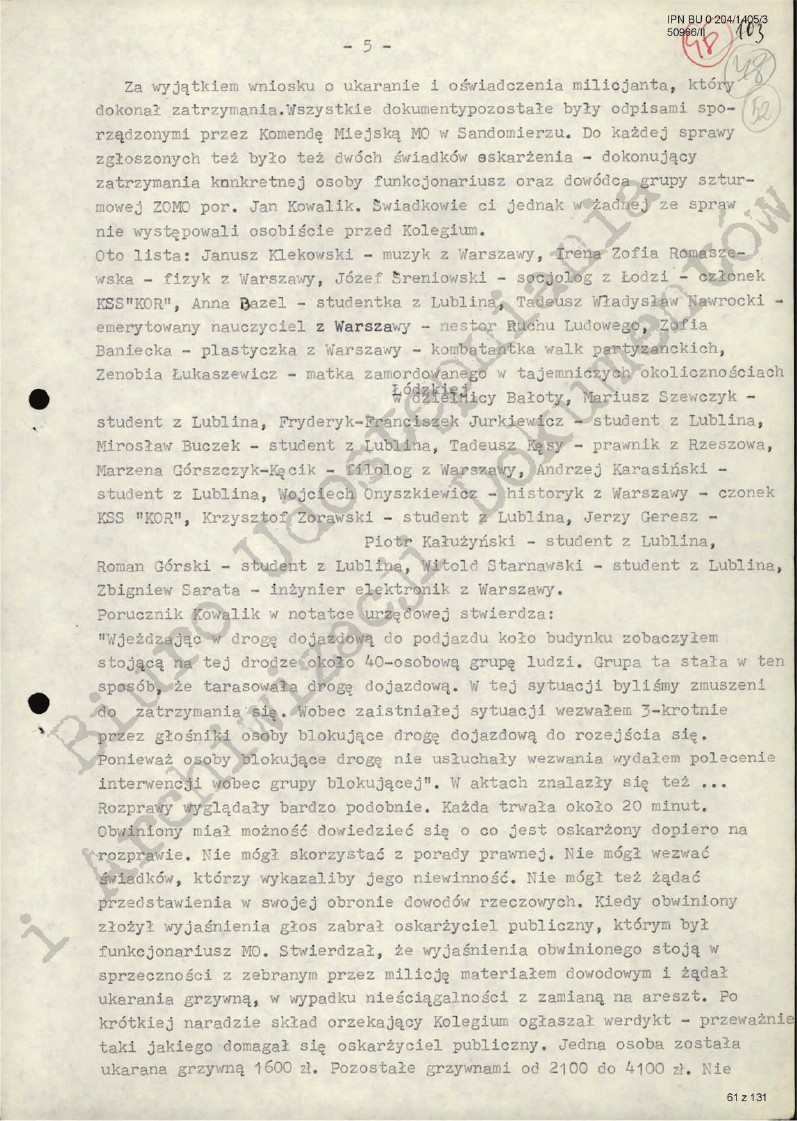 IPN BU 0 204/1405/3
50966/II
103
48
48
52
- 5 -
Za wyjątkiem wniosku o ukaranie i oświadczenia milicjanta, który
dokonał zatrzymania.Wszystkie dokumentypozostałe były odpisami spo-
rządzonymi przez Komendę Miejską MO w Sandomierzu. Do każdej sprawy
zgłoszonych też było też dwóch świadków oskarżenia - dokonujący
zatrzymania konkretnej osoby funkcjonariusz oraz dowódca grupy sztur-
mowej ZOMO por. Jan Kowalik. Świadkowie ci jednak w żadnej ze spraw
nie występowali osobiście przed Kolegium.
Oto lista: Janusz Klekowski - muzyk z Warszawy, Irena Zofia Romasze-
wska - fizyk z Warszawy, Józef Śreniowski - socjolog z Łodzi - członek
KSS"KOR", Anna Bazel - studentka z Lublina, Tadeusz Władysław Nawrocki -
emerytowany nauczyciel z Warszawy - nestor Ruchu Ludowego, Zofia
Baniecka - plastyczka z Warszawy - kombatantka walk partyzanckich,
Zenobia Łukaszewicz - matka zamordowanego w tajemniczych okolicznościach
Łódzkiej
w dzielnicy Bałoty, Mariusz Szewczyk -
student z Lublina, Fryderyk-Franciszek Jurkiewicz - student z Lublina,
Mirosław Buczek - student z Lublina, Tadeusz Kęsy - prawnik z Rzeszowa,
Marzena Górszczyk-Kęcik - filolog z Warszawy, Andrzej Karasiński -
student z Lublina, Wojciech Onyszkiewicz - historyk z Warszawy - czonek
KSS "KOR", Krzysztof Żorawski - student z Lublina, Jerzy Geresz -
Piotr Kałużyński - student z Lublina,
Roman Górski - student z Lublina, Witold Starnawski - student z Lublina,
Zbigniew Sarata - inżynier elektronik z Warszawy.
Porucznik Kowalik w notatce urzędowej stwierdza:
"Wjeżdzając w drogę dojazdową do podjazdu koło budynku zobaczyłem
stojącą na tej drodze około 40-osobową grupę ludzi. Grupa ta stała w ten
sposób, że tarasowała drogę dojazdową. W tej sytuacji byliśmy zmuszeni
do zatrzymania się. Wobec zaistniałej sytuacji wezwałem 3-krotnie
przez głośniki osoby blokujące drogę dojazdową do rozejścia się.
Ponieważ osoby blokujące drogę nie usłuchały wezwania wydałem polecenie
interwencji wobec grupy blokującej". W aktach znalazły się też ...
Rozprawy wyglądały bardzo podobnie. Każda trwała około 20 minut.
Obwiniony miał możność dowiedzieć się o co jest oskarżony dopiero na
rozprawie. Nie mógł skorzystać z porady prawnej. Nie mógł wezwać
świadków, którzy wykazaliby jego niewinność. Nie mógł też żądać
przedstawienia w swojej obronie dowodów rzeczowych. Kiedy obwiniony
złożył wyjaśnienia głos zabrał oskarżyciel publiczny, którym był
funkcjonariusz MO. Stwierdzał, że wyjaśnienia obwinionego stoją w
sprzeczności z zebranym przez milicję materiałem dowodowym i żądał
ukarania grzywną, w wypadku nieściągalności z zamianą na areszt. Po
krótkiej naradzie skład orzekający Kolegium ogłaszał werdykt - przeważnie
taki jakiego domagał się oskarżyciel publiczny. Jedna osoba została
ukarana grzywną 1600 zł. Pozostałe grzywnami od 2100 do 4100 zł. Nie
Biuro Udostępniania
i Archiwizacji Dokumentów
61 z 131